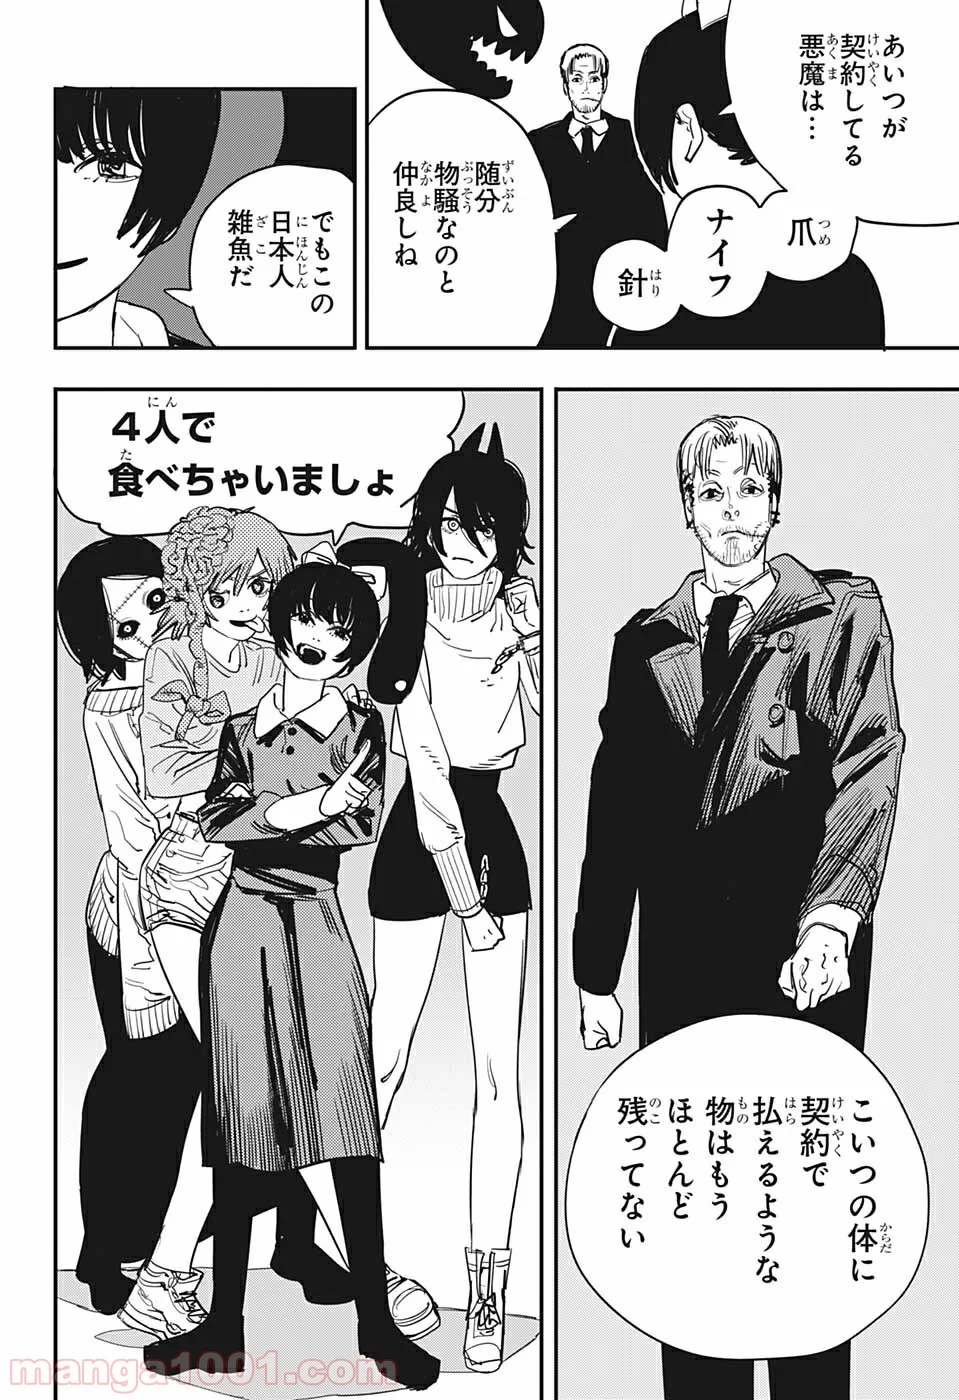 あいつが
契約してる
悪魔は…
爪
ナイフ
針
随分
物騒なのと
仲良しね
でもこの
日本人
雑魚だ
こいつの体に
契約で
払えるような
物はもう
ほとんど
残ってない
4人で
食べちゃいましょ
manga1001.com